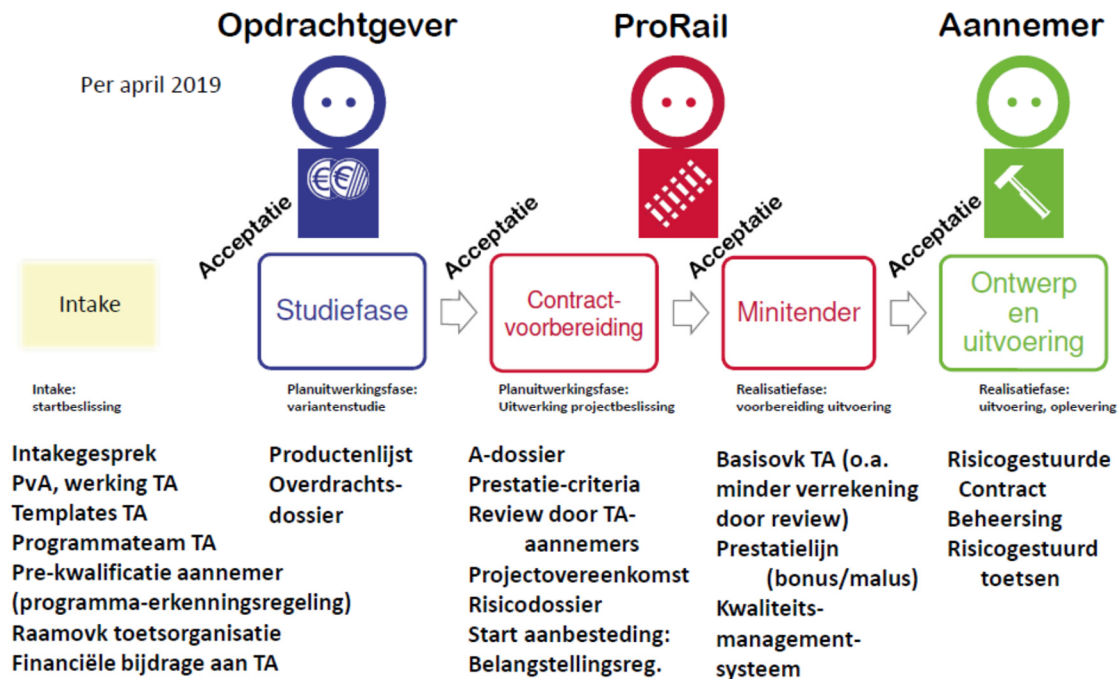 Opdrachtgever
ProRail
Aannemer
Per april 2019
€€
Acceptatie
Acceptatie
Acceptatie
Acceptatie
Intake
Studiefase
Contract-
voorbereiding
Minitender
Ontwerp
en
uitvoering
Intake:
startbeslissing
Planuitwerkingsfase:
variantenstudie
Planuitwerkingsfase:
Uitwerking projectbeslissing
Realisatiefase:
voorbereiding uitvoering
Realisatiefase:
uitvoering, oplevering
Intakegesprek
PvA, werking TA
Templates TA
Programmateam TA
Pre-kwalificatie aannemer
(programma-erkenningsregeling)
Raamovk toetsorganisatie
Financiële bijdrage aan TA
Productenlijst
Overdrachts-
dossier
A-dossier
Prestatie-criteria
Review door TA-
aannemers
Projectovereenkomst
Risicodossier
Start aanbesteding:
Belangstellingsreg.
Basisovk TA (o.a.
minder verrekening
door review)
Prestatielijn
(bonus/malus)
Kwaliteits-
management-
systeem
Risicogestuurde
Contract
Beheersing
Risicogestuurd
toetsen